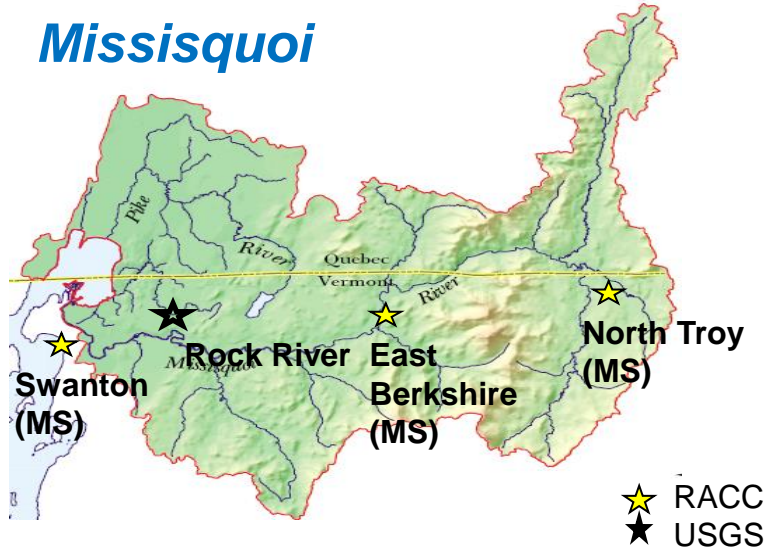 Missisquoi
Pike
River
Quebec
Vermont
River
Missisquoi
Rock River
East
Berkshire
(MS)
North Troy
(MS)
Swanton
(MS)
RACC
USGS